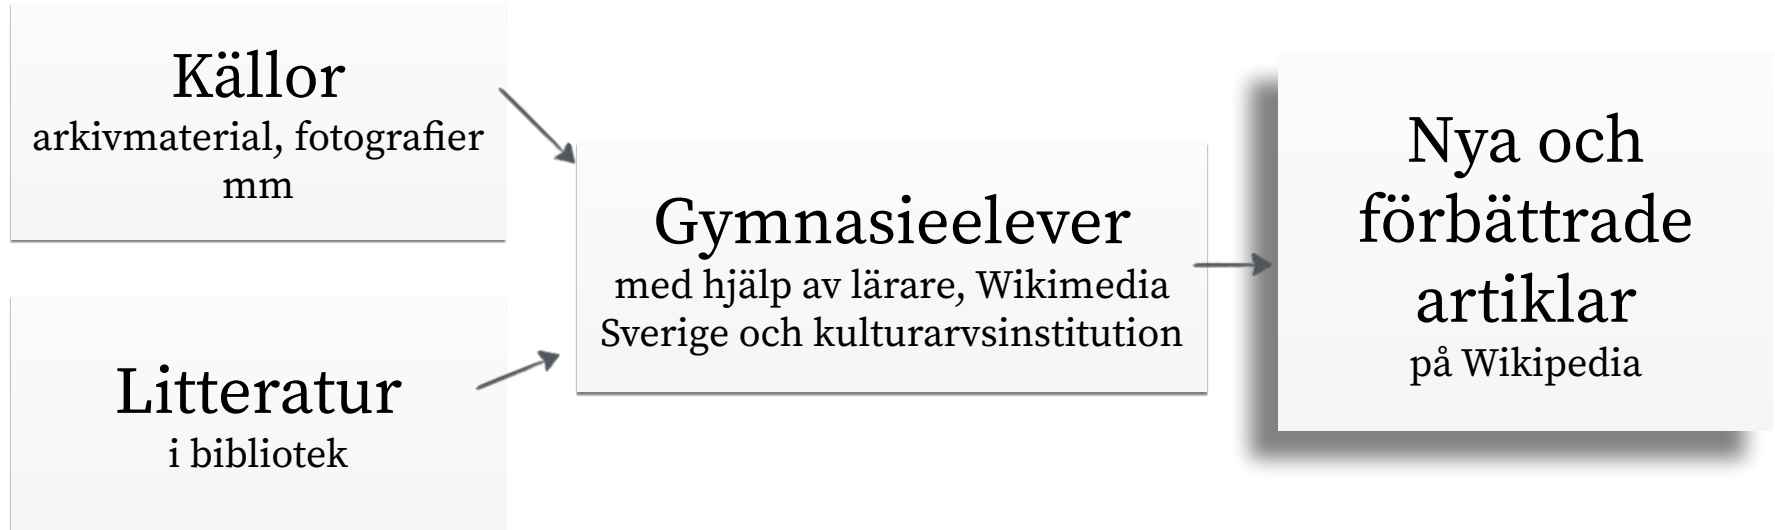 Källor
arkivmaterial, fotografier
mm
Litteratur
i bibliotek
Gymnasieelever
med hjälp av lärare, Wikimedia
Sverige och kulturarvsinstitution
Nya och
förbättrade
artiklar
på Wikipedia